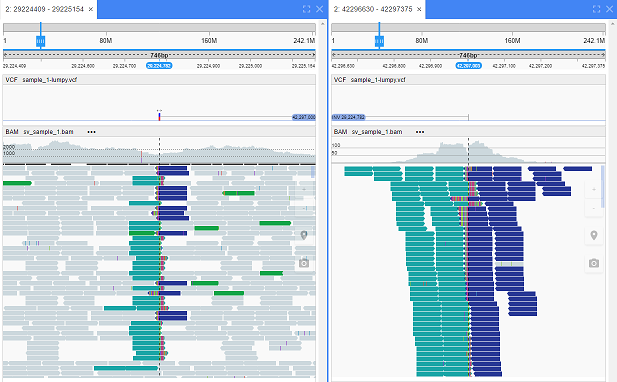 2: 29224409 - 29225154 ×
1 80M 160M 242.1M
746bp
29,224,409 29,224,600 29,224,700 29,224,782 29,224,900 29,225,000 29,225,154
VCF sample_1-lumpy.vcf
42,297,000
BAM sv_sample_1.bam •••
2000
1000
2: 42296630 - 42297375 ×
1 80M 160M 242.1M
746bp
42,296,630 42,296,800 42,296,900 42,297,003 42,297,100 42,297,200 42,297,375
VCF sample_1-lumpy.vcf
INV 29,224,782
BAM sv_sample_1.bam •••
100
50